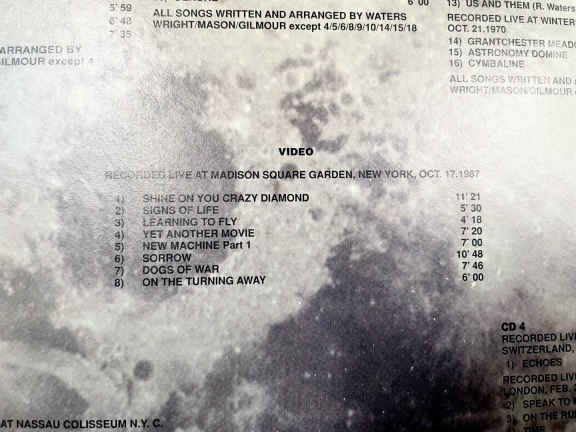 5' 59
6' 48
7' 35
ARRANGED BY
GILMOUR except 4
6' 00
ALL SONGS WRITTEN AND ARRANGED BY WATERS
WRIGHT/MASON/GILMOUR except 4/5/6/8/9/10/14/15/18
13) US AND THEM (R. Waters
RECORDED LIVE AT WINTER
OCT. 21.1970
14) GRANTCHESTER MEADO
15) ASTRONOMY DOMINE
16) CYMBALINE
ALL SONGS WRITTEN AND
WRIGHT/MASON/GILMOUR
VIDEO
RECORDED LIVE AT MADISON SQUARE GARDEN, NEW YORK, OCT. 17.1987
1) SHINE ON YOU CRAZY DIAMOND 11' 21
2) SIGNS OF LIFE 5' 30
3) LEARNING TO FLY 4' 18
4) YET ANOTHER MOVIE 7' 20
5) NEW MACHINE Part 1 7' 00
6) SORROW 10' 48
7) DOGS OF WAR 7' 46
8) ON THE TURNING AWAY 6' 00
CD 4
RECORDED LIVE
SWITZERLAND,
1) ECHOES
RECORDED LIVE
LONDON, FEB.
2) SPEAK TO
3) ON THE RU
AT NASSAU COLISSEUM N.Y. C.